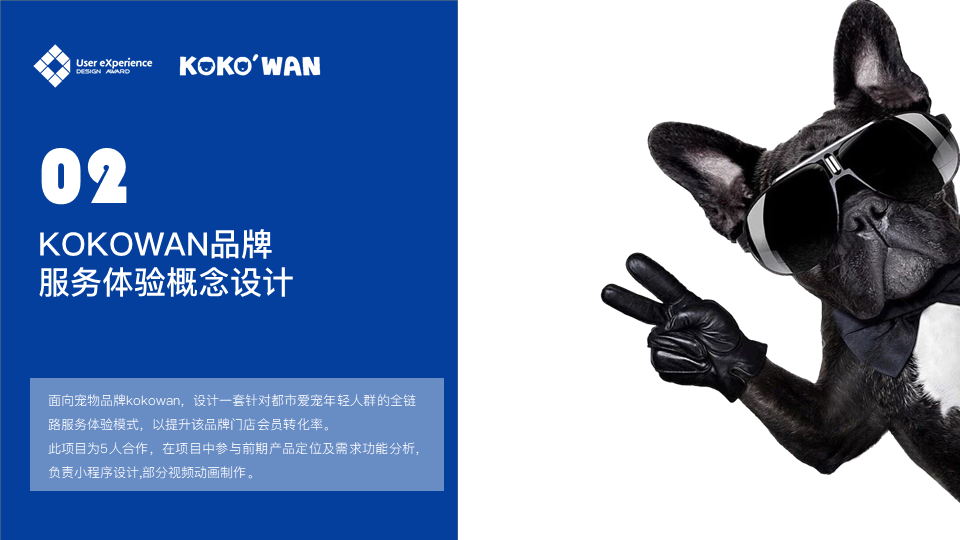 User eXperience
DESIGN AWARD
KOKO'WAN
02
KOKOWAN品牌
服务体验概念设计
面向宠物品牌kokowan，设计一套针对都市爱宠年轻人群的全链
路服务体验模式，以提升该品牌门店会员转化率。
此项目为5人合作，在项目中参与前期产品定位及需求功能分析,
负责小程序设计,部分视频动画制作。